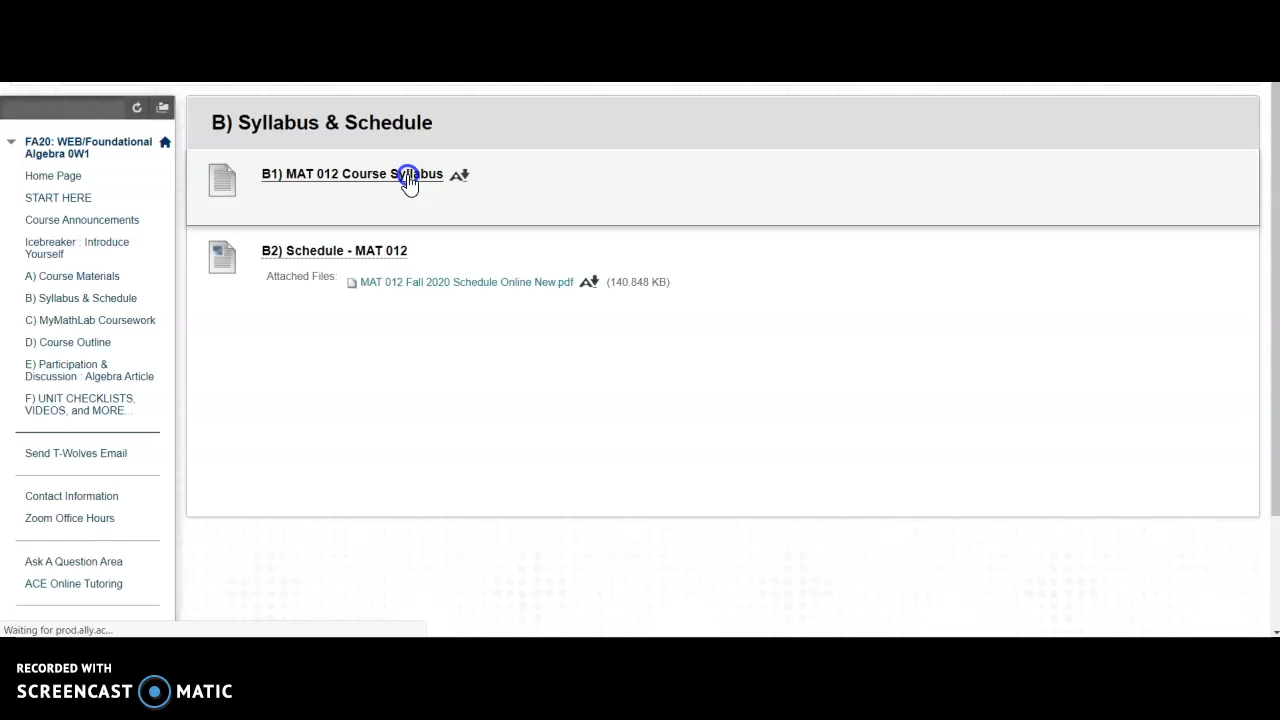 B) Syllabus & Schedule
FA20: WEB/Foundational
Algebra 0W1
Home Page
START HERE
Course Announcements
Icebreaker : Introduce
Yourself
A) Course Materials
B) Syllabus & Schedule
C) MyMathLab Coursework
D) Course Outline
E) Participation &
Discussion : Algebra Article
F) UNIT CHECKLISTS,
VIDEOS, and MORE...
Send T-Wolves Email
Contact Information
Zoom Office Hours
Ask A Question Area
ACE Online Tutoring
B1) MAT 012 Course Syllabus
B2) Schedule - MAT 012
Attached Files: MAT 012 Fall 2020 Schedule Online New.pdf (140.848 KB)
Waiting for prod.ally.ac...
RECORDED WITH
SCREENCAST MATIC